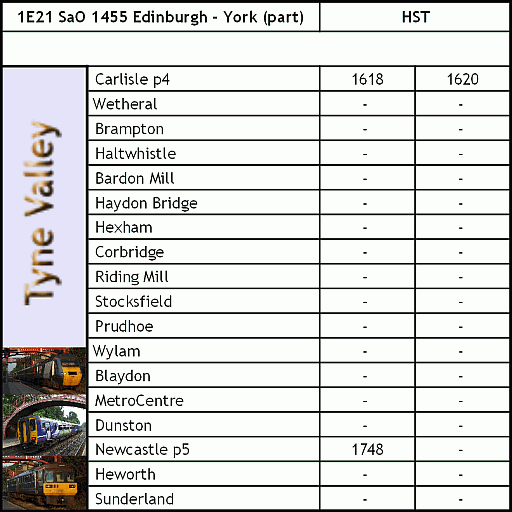 1E21 SaO 1455 Edinburgh - York (part) HST
Tyne Valley
Carlisle p4 1618 1620
Wetheral - -
Brampton - -
Haltwhistle - -
Bardon Mill - -
Haydon Bridge - -
Hexham - -
Corbridge - -
Riding Mill - -
Stocksfield - -
Prudhoe - -
Wylam - -
Blaydon - -
MetroCentre - -
Dunston - -
Newcastle p5 1748 -
Heworth - -
Sunderland - -